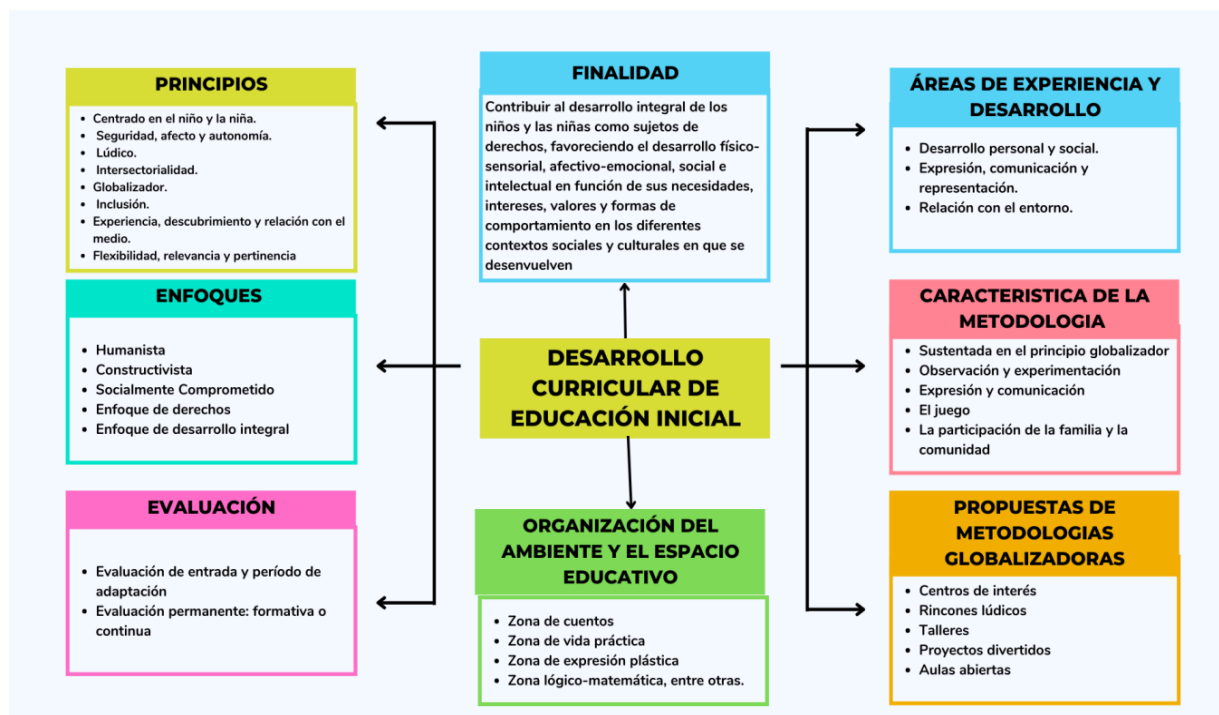 PRINCIPIOS
• Centrado en el niño y la niña.
• Seguridad, afecto y autonomía.
• Lúdico.
• Intersectorialidad.
• Globalizador.
• Inclusión.
• Experiencia, descubrimiento y relación con el
medio.
• Flexibilidad, relevancia y pertinencia
FINALIDAD
Contribuir al desarrollo integral de los
niños y las niñas como sujetos de
derechos, favoreciendo el desarrollo físico-
sensorial, afectivo-emocional, social e
intelectual en función de sus necesidades,
intereses, valores y formas de
comportamiento en los diferentes
contextos sociales y culturales en que se
desenvuelven
ÁREAS DE EXPERIENCIA Y
DESARROLLO
• Desarrollo personal y social.
• Expresión, comunicación y
representación.
• Relación con el entorno.
ENFOQUES
• Humanista
• Constructivista
• Socialmente Comprometido
• Enfoque de derechos
• Enfoque de desarrollo integral
DESARROLLO
CURRICULAR DE
EDUCACIÓN INICIAL
CARACTERISTICA DE LA
METODOLOGIA
• Sustentada en el principio globalizador
• Observación y experimentación
• Expresión y comunicación
• El juego
• La participación de la familia y la
comunidad
EVALUACIÓN
• Evaluación de entrada y período de
adaptación
• Evaluación permanente: formativa o
continua
ORGANIZACIÓN DEL
AMBIENTE Y EL ESPACIO
EDUCATIVO
• Zona de cuentos
• Zona de vida práctica
• Zona de expresión plástica
• Zona lógico-matemática, entre otras.
PROPUESTAS DE
METODOLOGIAS
GLOBALIZADORAS
• Centros de interés
• Rincones lúdicos
• Talleres
• Proyectos divertidos
• Aulas abiertas